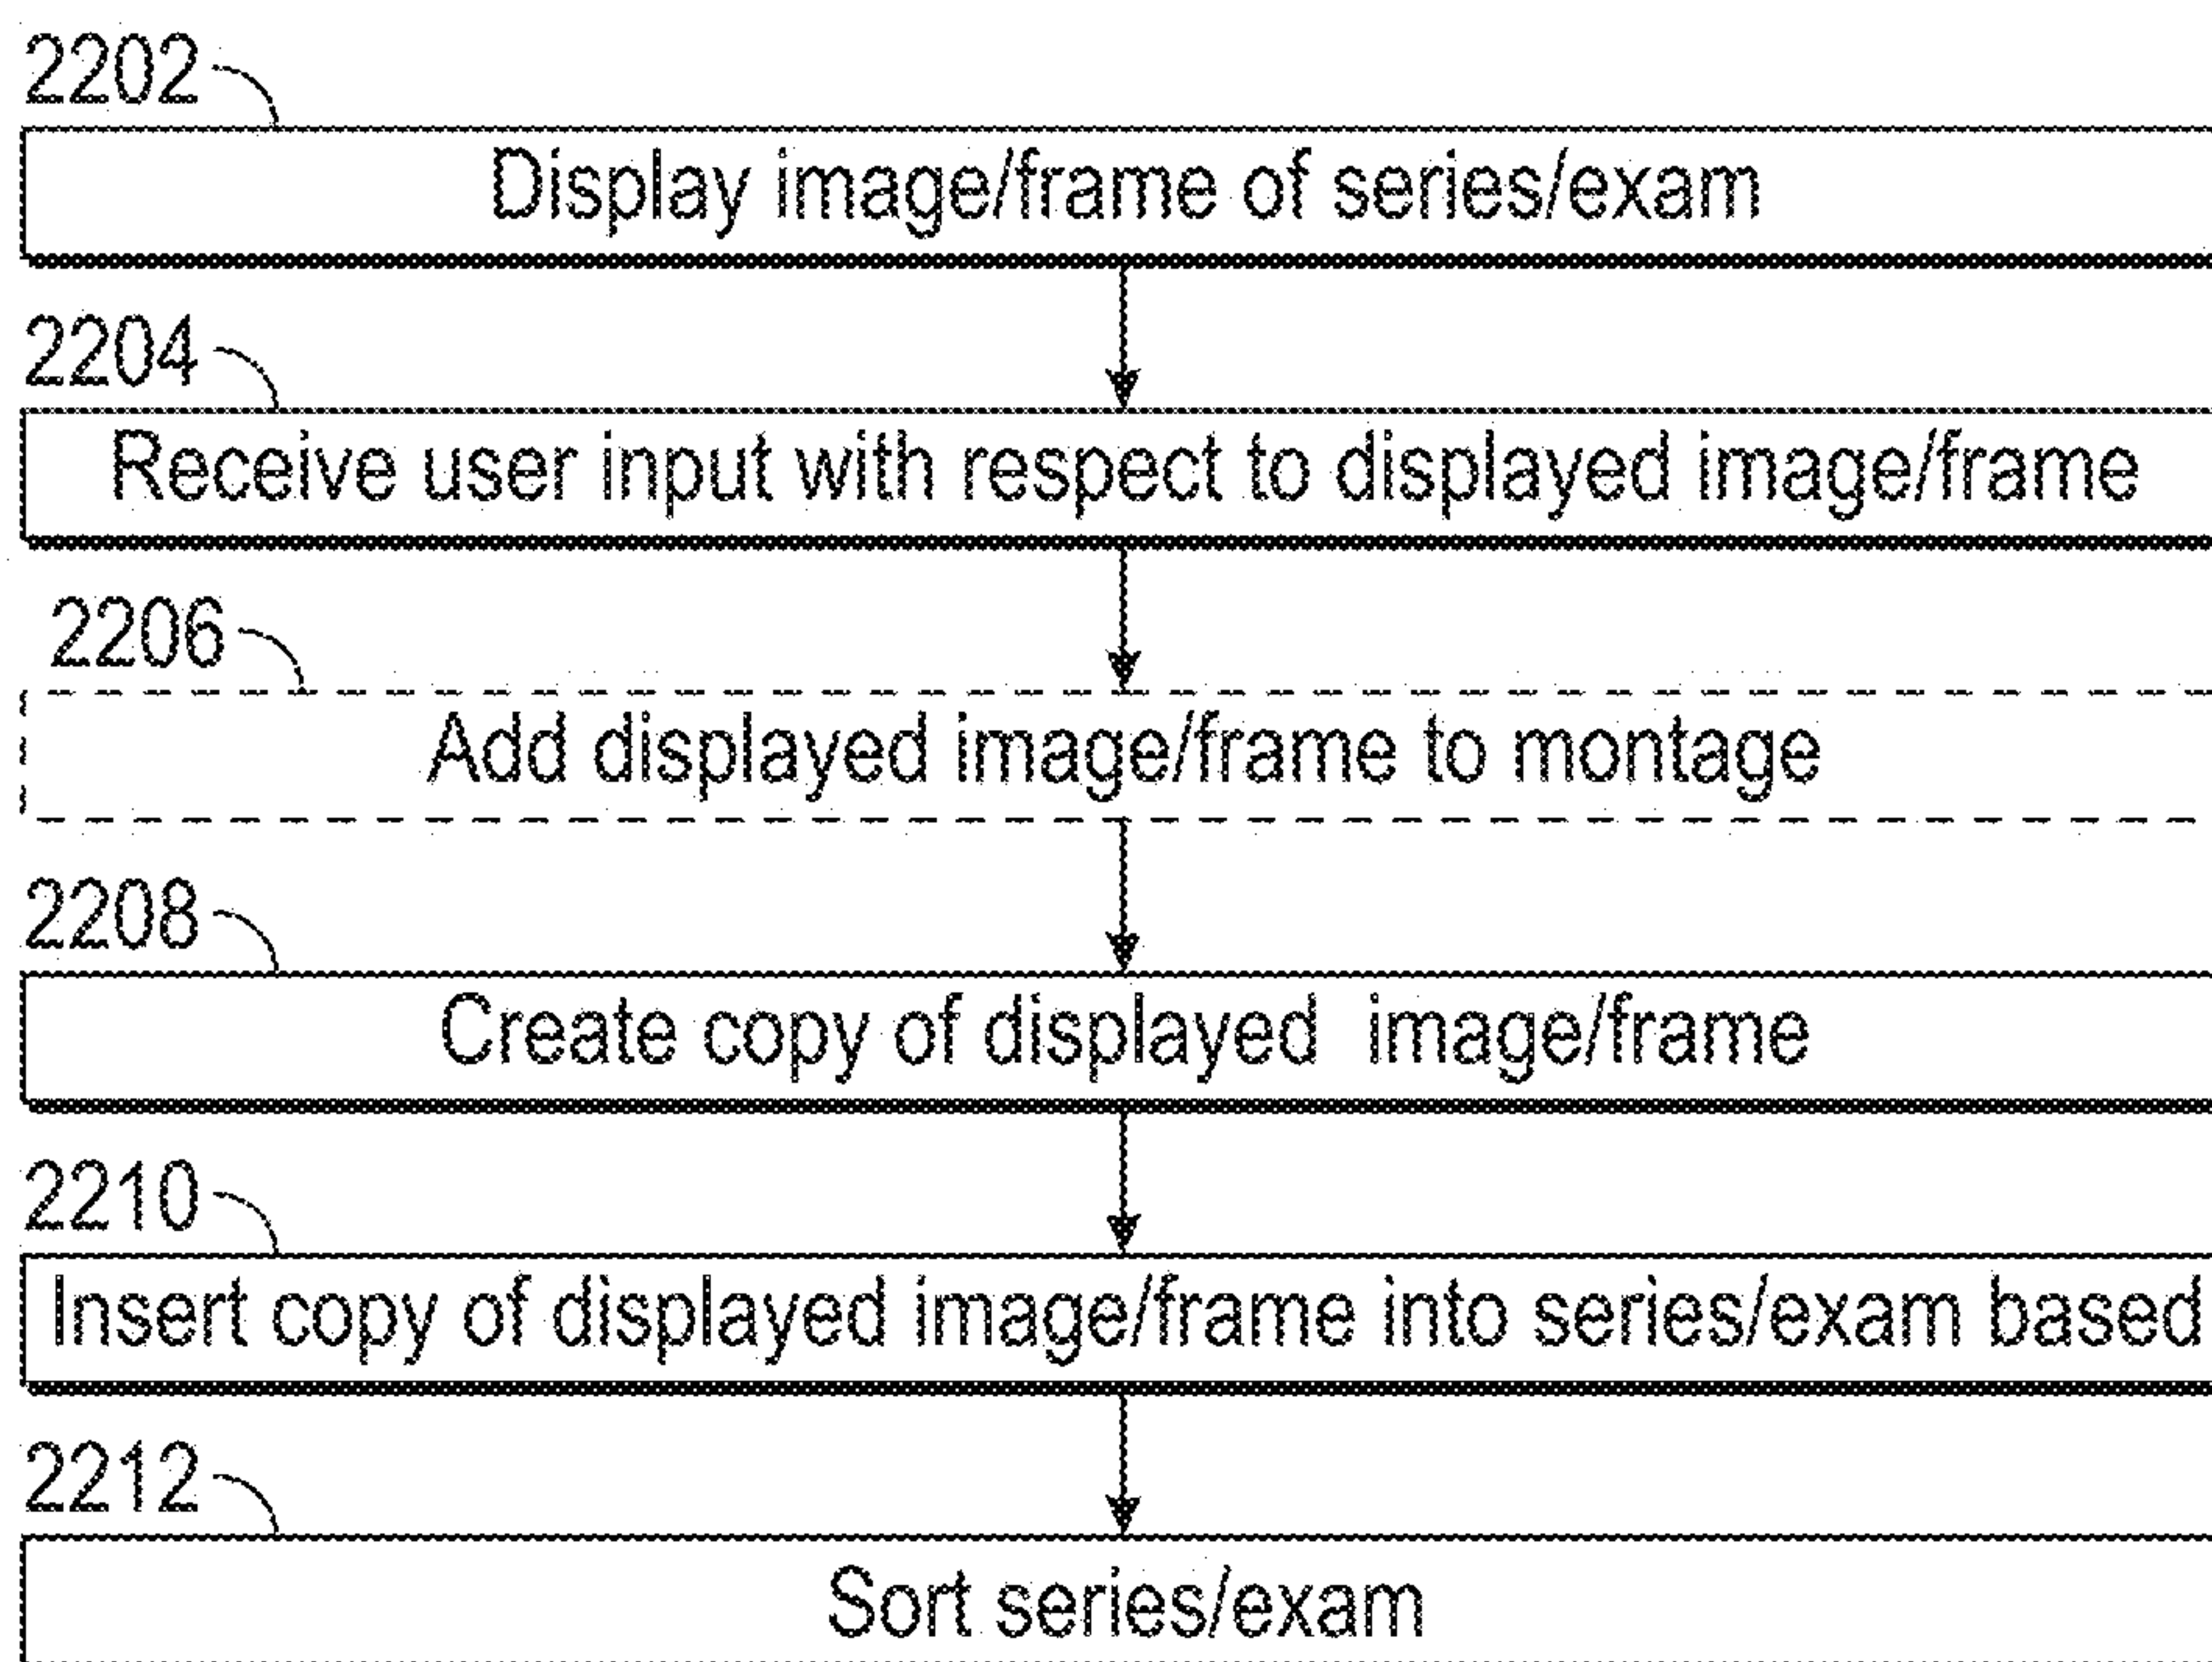 2202
Display image/frame of series/exam
2204
Receive user input with respect to displayed image/frame
2206
Add displayed image/frame to montage
2208
Create copy of displayed image/frame
2210
Insert copy of displayed image/frame into series/exam based
2212
Sort series/exam